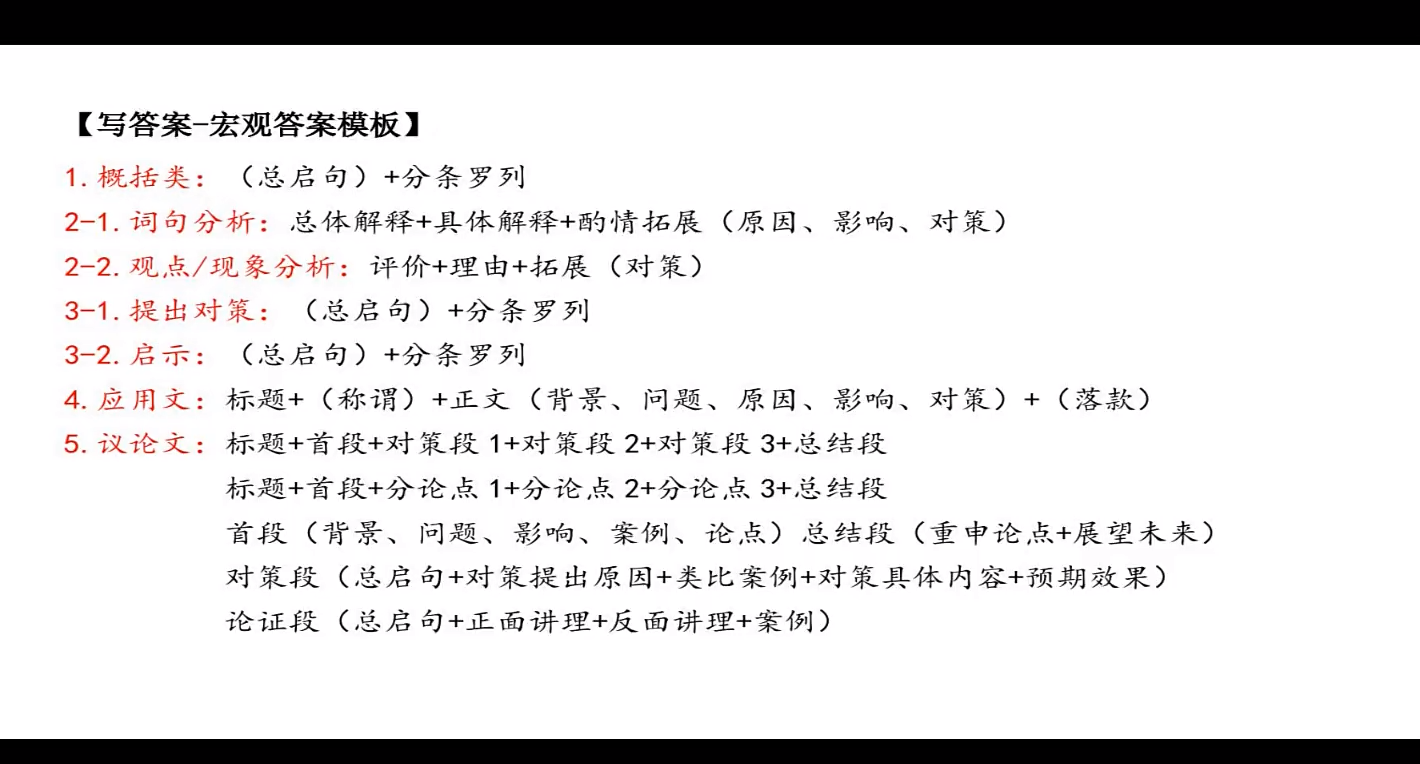 【写答案-宏观答案模板】
1. 概括类：（总启句）+分条罗列
2-1. 词句分析：总体解释+具体解释+酌情拓展（原因、影响、对策）
2-2. 观点/现象分析：评价+理由+拓展（对策）
3-1. 提出对策：（总启句）+分条罗列
3-2. 启示：（总启句）+分条罗列
4. 应用文：标题+（称谓）+正文（背景、问题、原因、影响、对策）+（落款）
5. 议论文：标题+首段+对策段 1+对策段 2+对策段 3+总结段
标题+首段+分论点 1+分论点 2+分论点 3+总结段
首段（背景、问题、影响、案例、论点）总结段（重申论点+展望未来）
对策段（总启句+对策提出原因+类比案例+对策具体内容+预期效果）
论证段（总启句+正面讲理+反面讲理+案例）